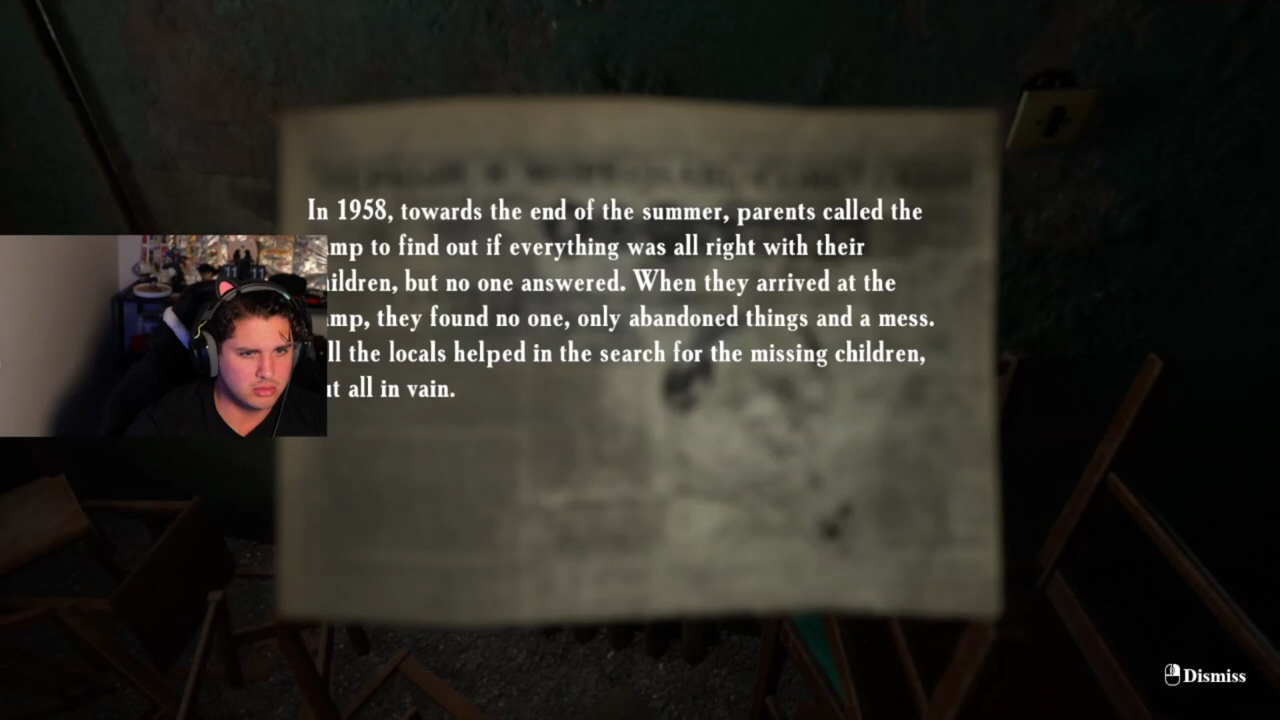 In 1958, towards the end of the summer, parents called the
mp to find out if everything was all right with their
ildren, but no one answered. When they arrived at the
mp, they found no one, only abandoned things and a mess.
ll the locals helped in the search for the missing children,
ut all in vain.
Dismiss